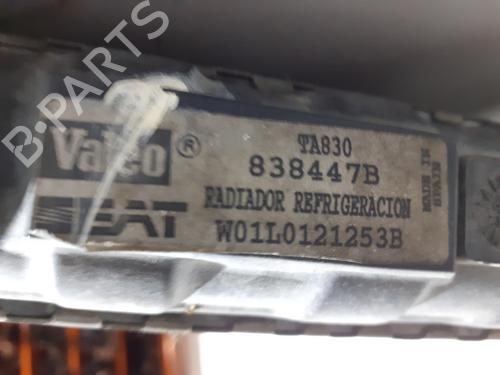 B-PARTS
Valeo ®
TA830
838447B
SEAT
RADIADOR REFRIGERACION
W01L0121253B
MADE IN
SPAIN